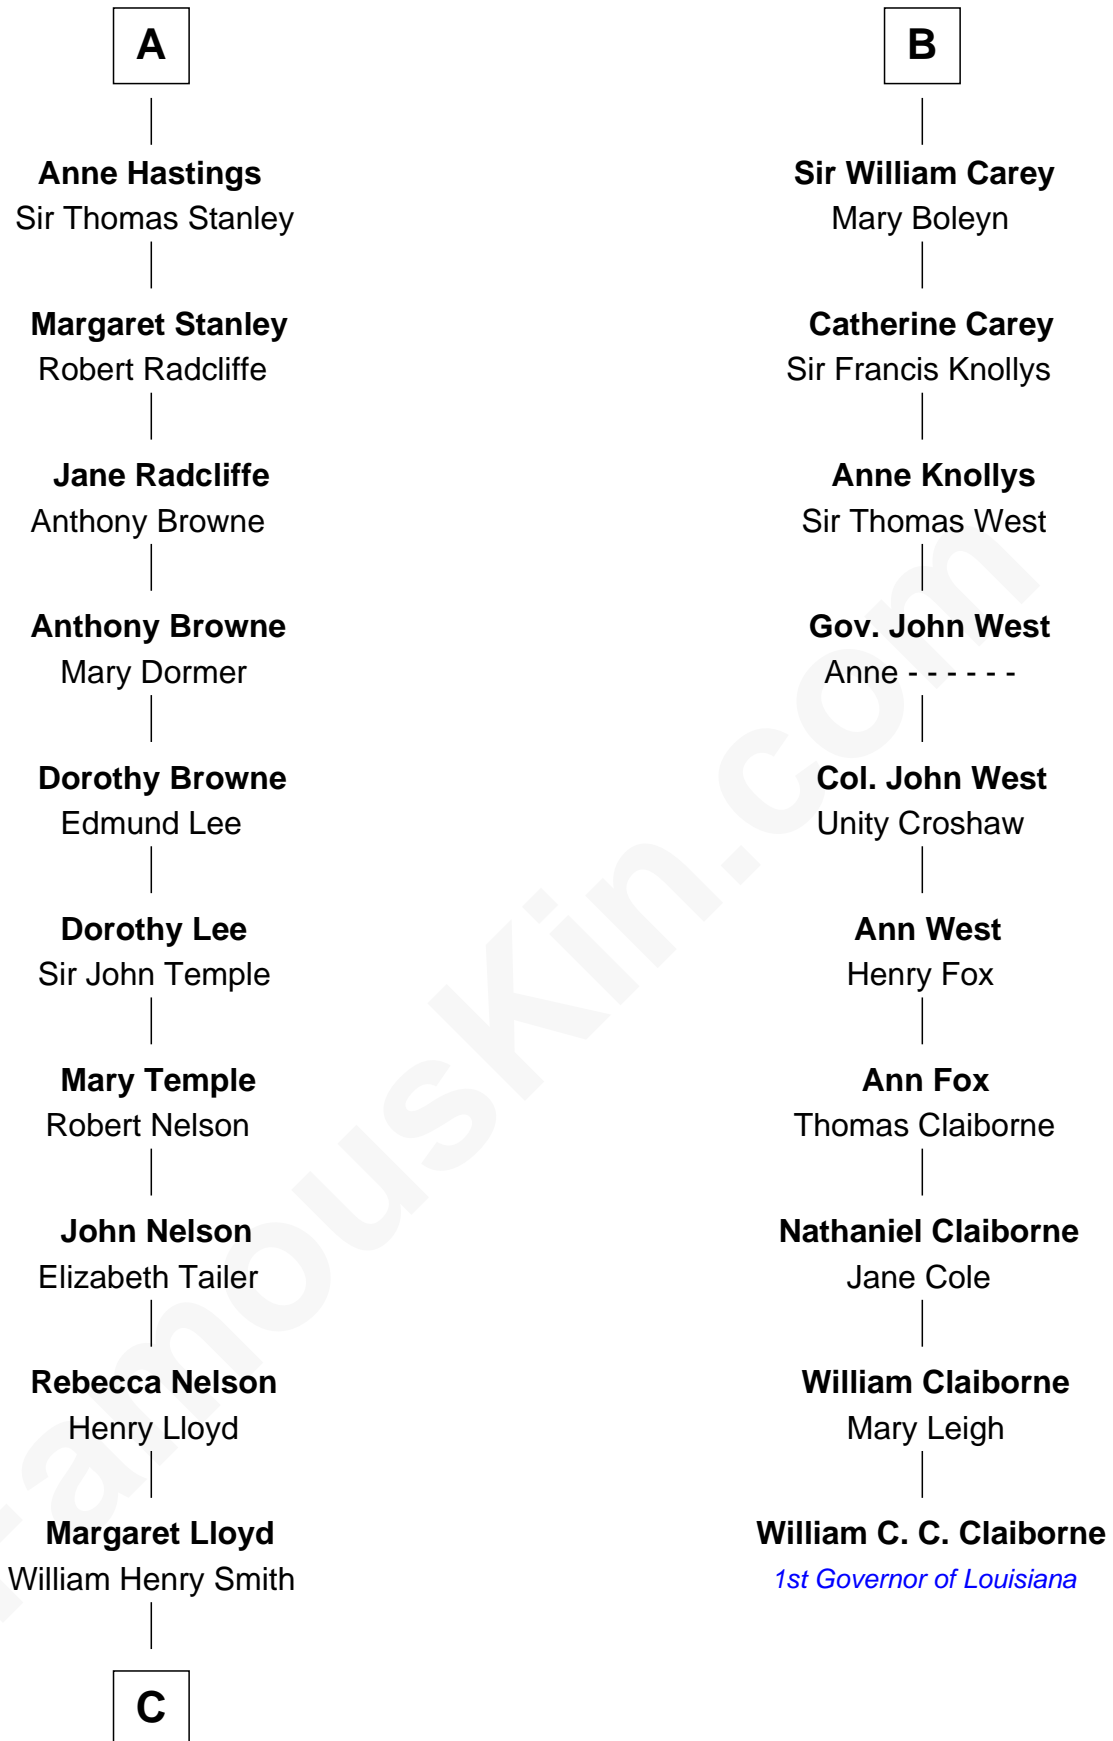 A
Anne Hastings
Sir Thomas Stanley
Margaret Stanley
Robert Radcliffe
Jane Radcliffe
Anthony Browne
Anthony Browne
Mary Dormer
Dorothy Browne
Edmund Lee
Dorothy Lee
Sir John Temple
Mary Temple
Robert Nelson
John Nelson
Elizabeth Tailer
Rebecca Nelson
Henry Lloyd
Margaret Lloyd
William Henry Smith
C
B
Sir William Carey
Mary Boleyn
Catherine Carey
Sir Francis Knollys
Anne Knollys
Sir Thomas West
Gov. John West
Anne - - - - - -
Col. John West
Unity Croshaw
Ann West
Henry Fox
Ann Fox
Thomas Claiborne
Nathaniel Claiborne
Jane Cole
William Claiborne
Mary Leigh
William C. C. Claiborne
1st Governor of Louisiana
FamousKin.com